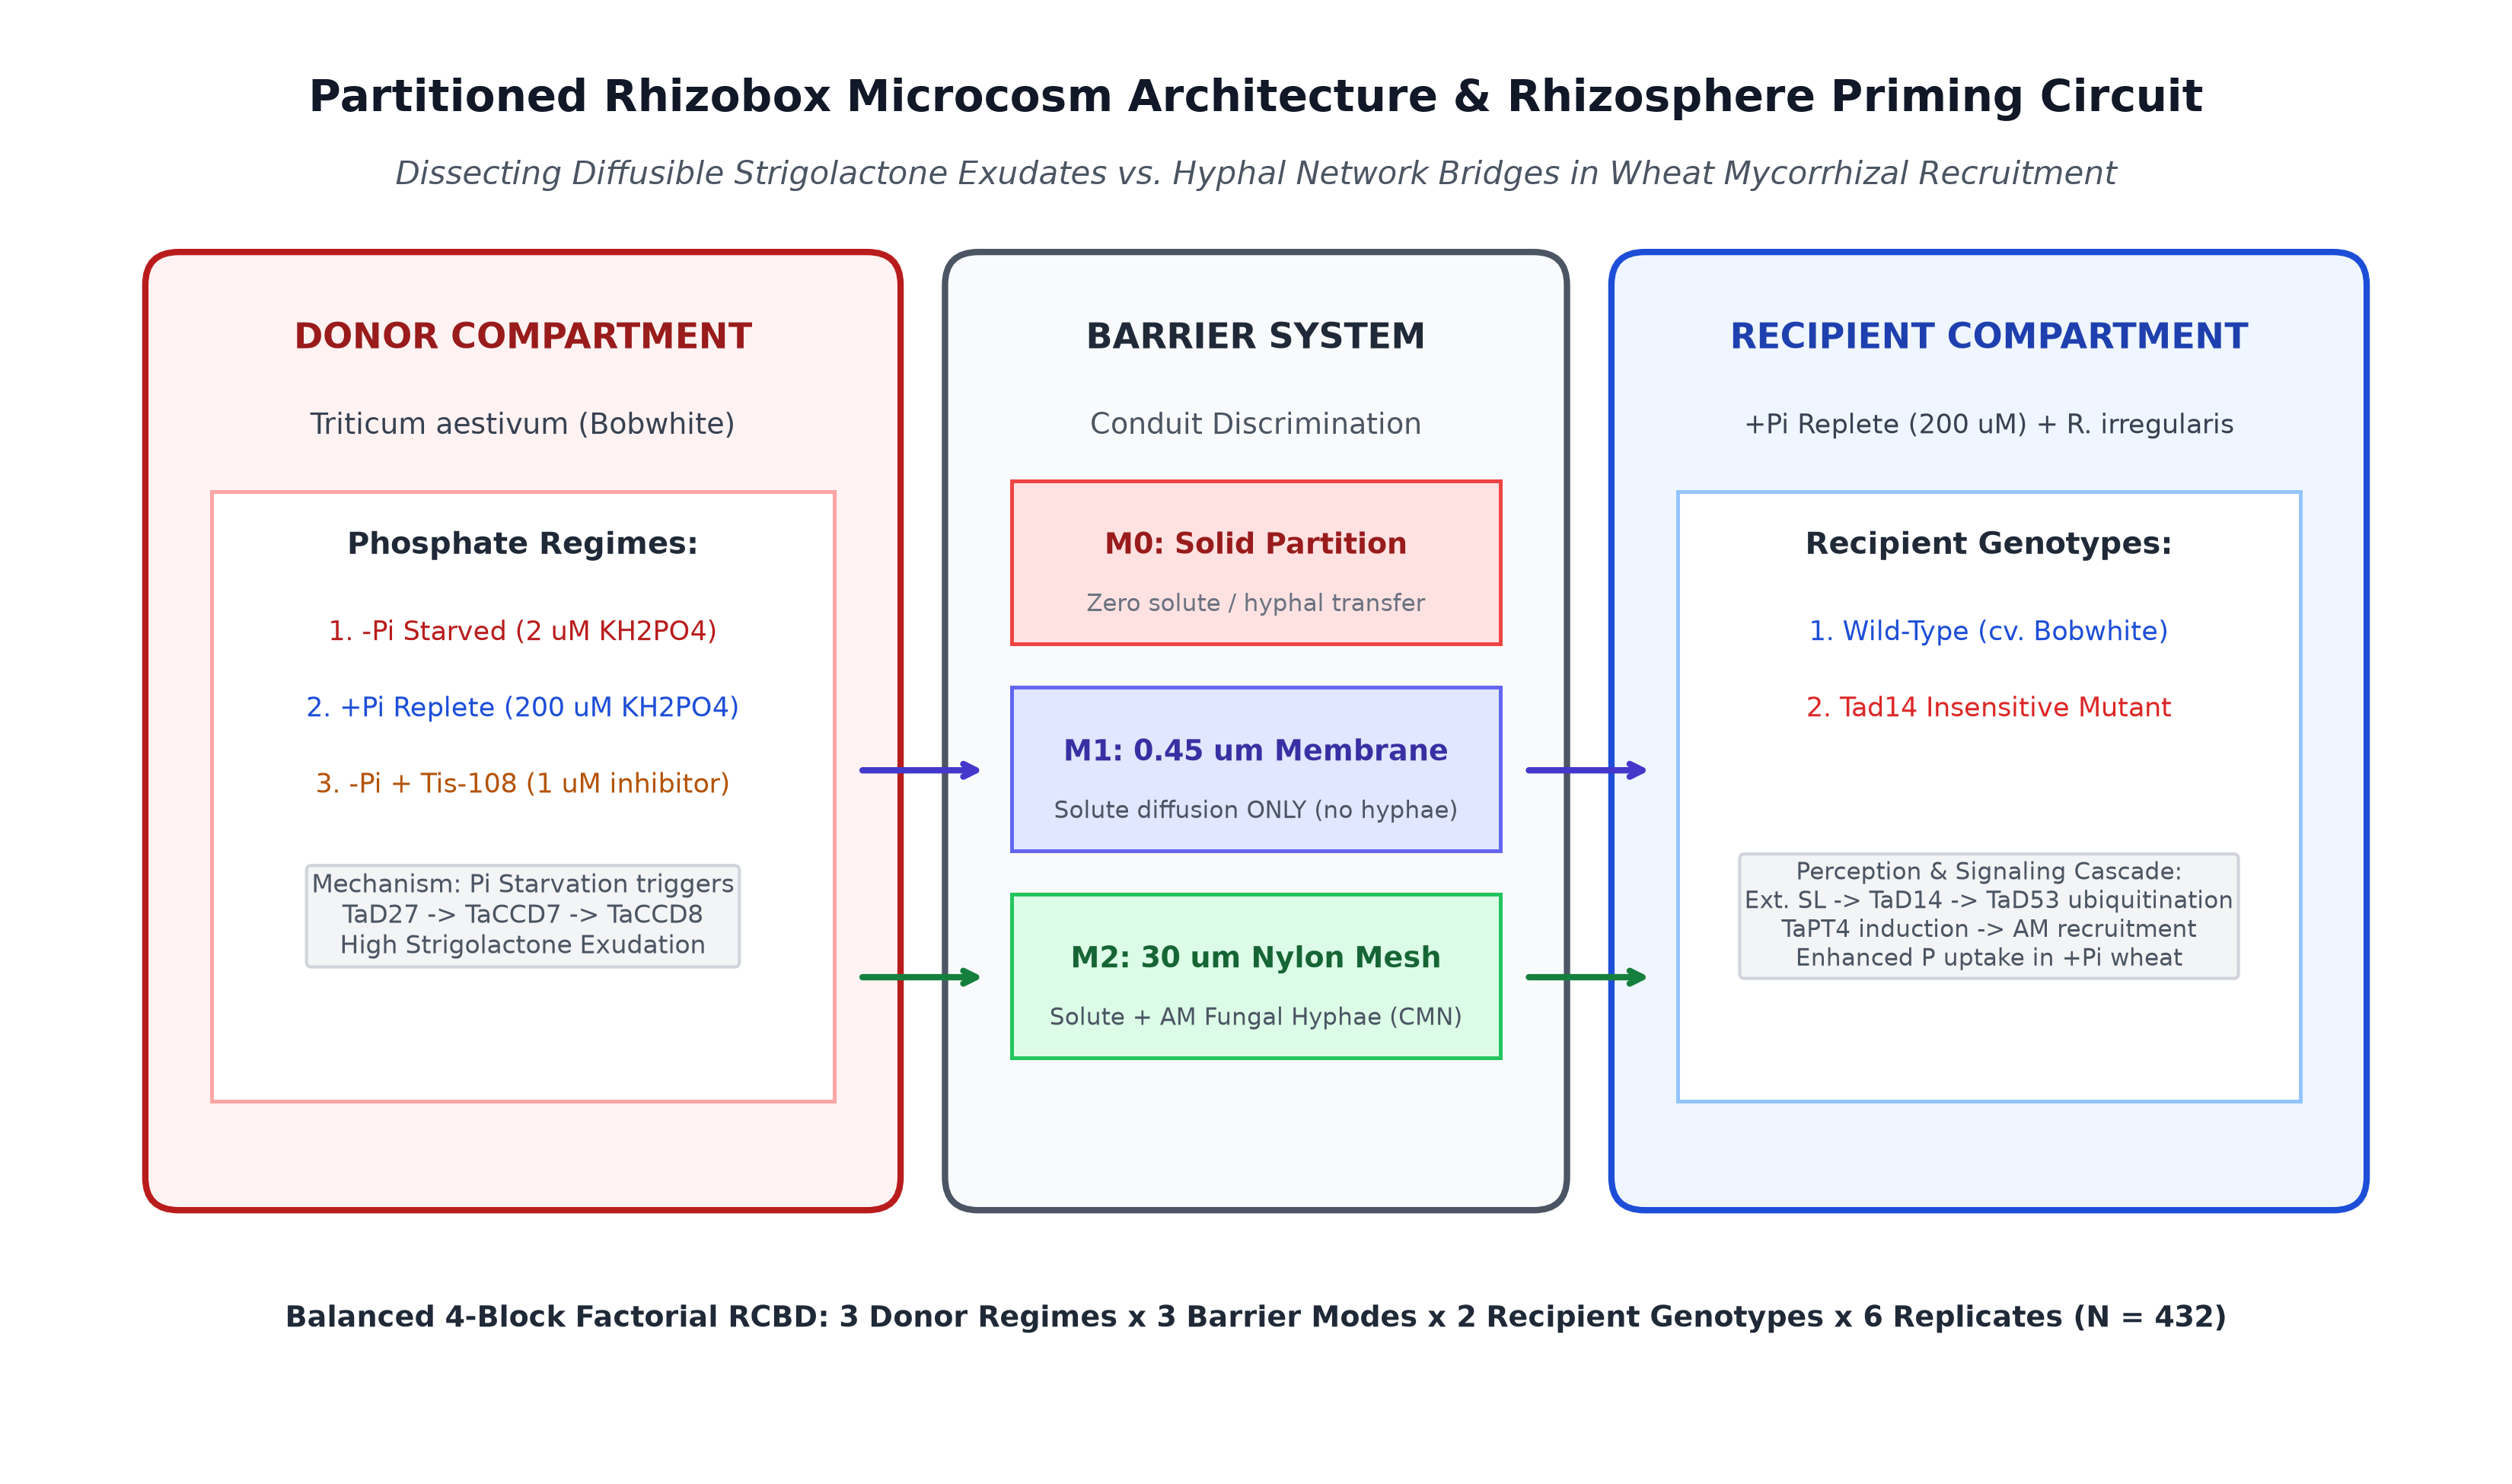 Partitioned Rhizobox Microcosm Architecture & Rhizosphere Priming Circuit
Dissecting Diffusible Strigolactone Exudates vs. Hyphal Network Bridges in Wheat Mycorrhizal Recruitment
DONOR COMPARTMENT
Triticum aestivum (Bobwhite)
Phosphate Regimes:
1. -Pi Starved (2 uM KH2PO4)
2. +Pi Replete (200 uM KH2PO4)
3. -Pi + Tis-108 (1 uM inhibitor)
Mechanism: Pi Starvation triggers
TaD27 -> TaCCD7 -> TaCCD8
High Strigolactone Exudation
BARRIER SYSTEM
Conduit Discrimination
M0: Solid Partition
Zero solute / hyphal transfer
M1: 0.45 um Membrane
Solute diffusion ONLY (no hyphae)
M2: 30 um Nylon Mesh
Solute + AM Fungal Hyphae (CMN)
RECIPIENT COMPARTMENT
+Pi Replete (200 uM) + R. irregularis
Recipient Genotypes:
1. Wild-Type (cv. Bobwhite)
2. Tad14 Insensitive Mutant
Perception & Signaling Cascade:
Ext. SL -> TaD14 -> TaD53 ubiquitination
TaPT4 induction -> AM recruitment
Enhanced P uptake in +Pi wheat
Balanced 4-Block Factorial RCBD: 3 Donor Regimes x 3 Barrier Modes x 2 Recipient Genotypes x 6 Replicates (N = 432)